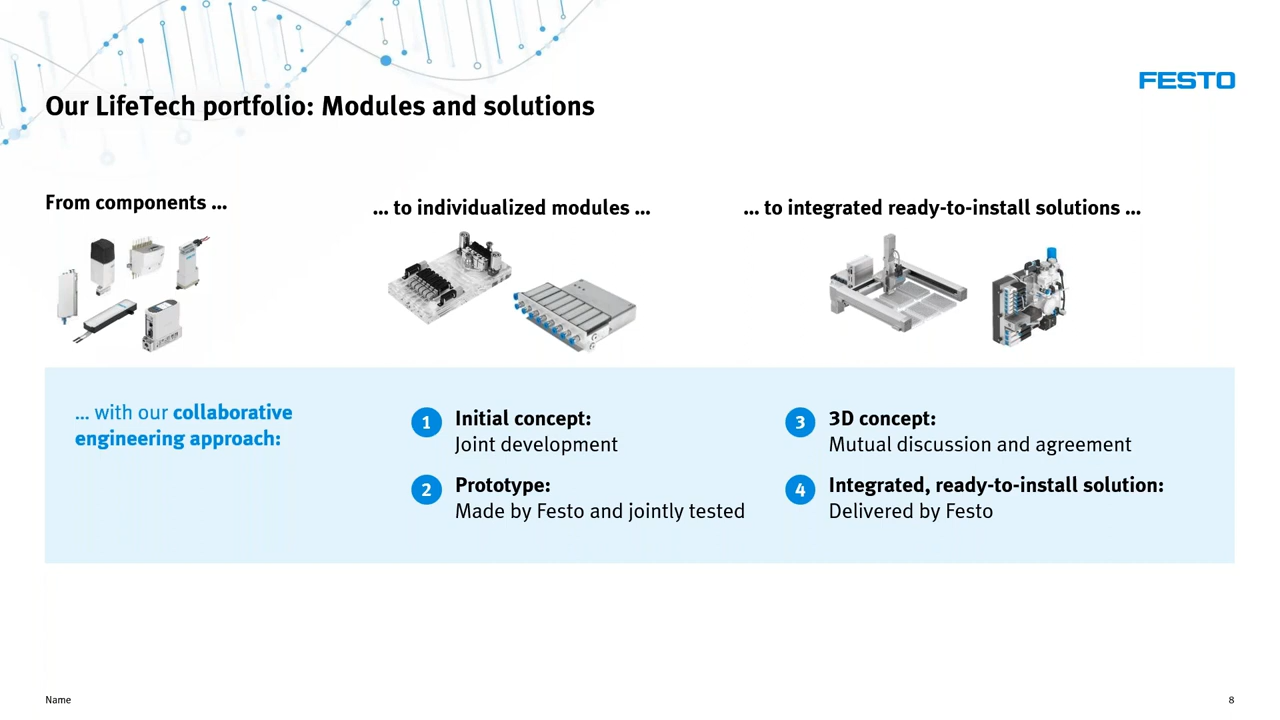 FESTO
Our LifeTech portfolio: Modules and solutions
From components ...
... to individualized modules ...
... to integrated ready-to-install solutions ...
... with our collaborative
engineering approach:
1 Initial concept:
Joint development
2 Prototype:
Made by Festo and jointly tested
3 3D concept:
Mutual discussion and agreement
4 Integrated, ready-to-install solution:
Delivered by Festo
Name
8